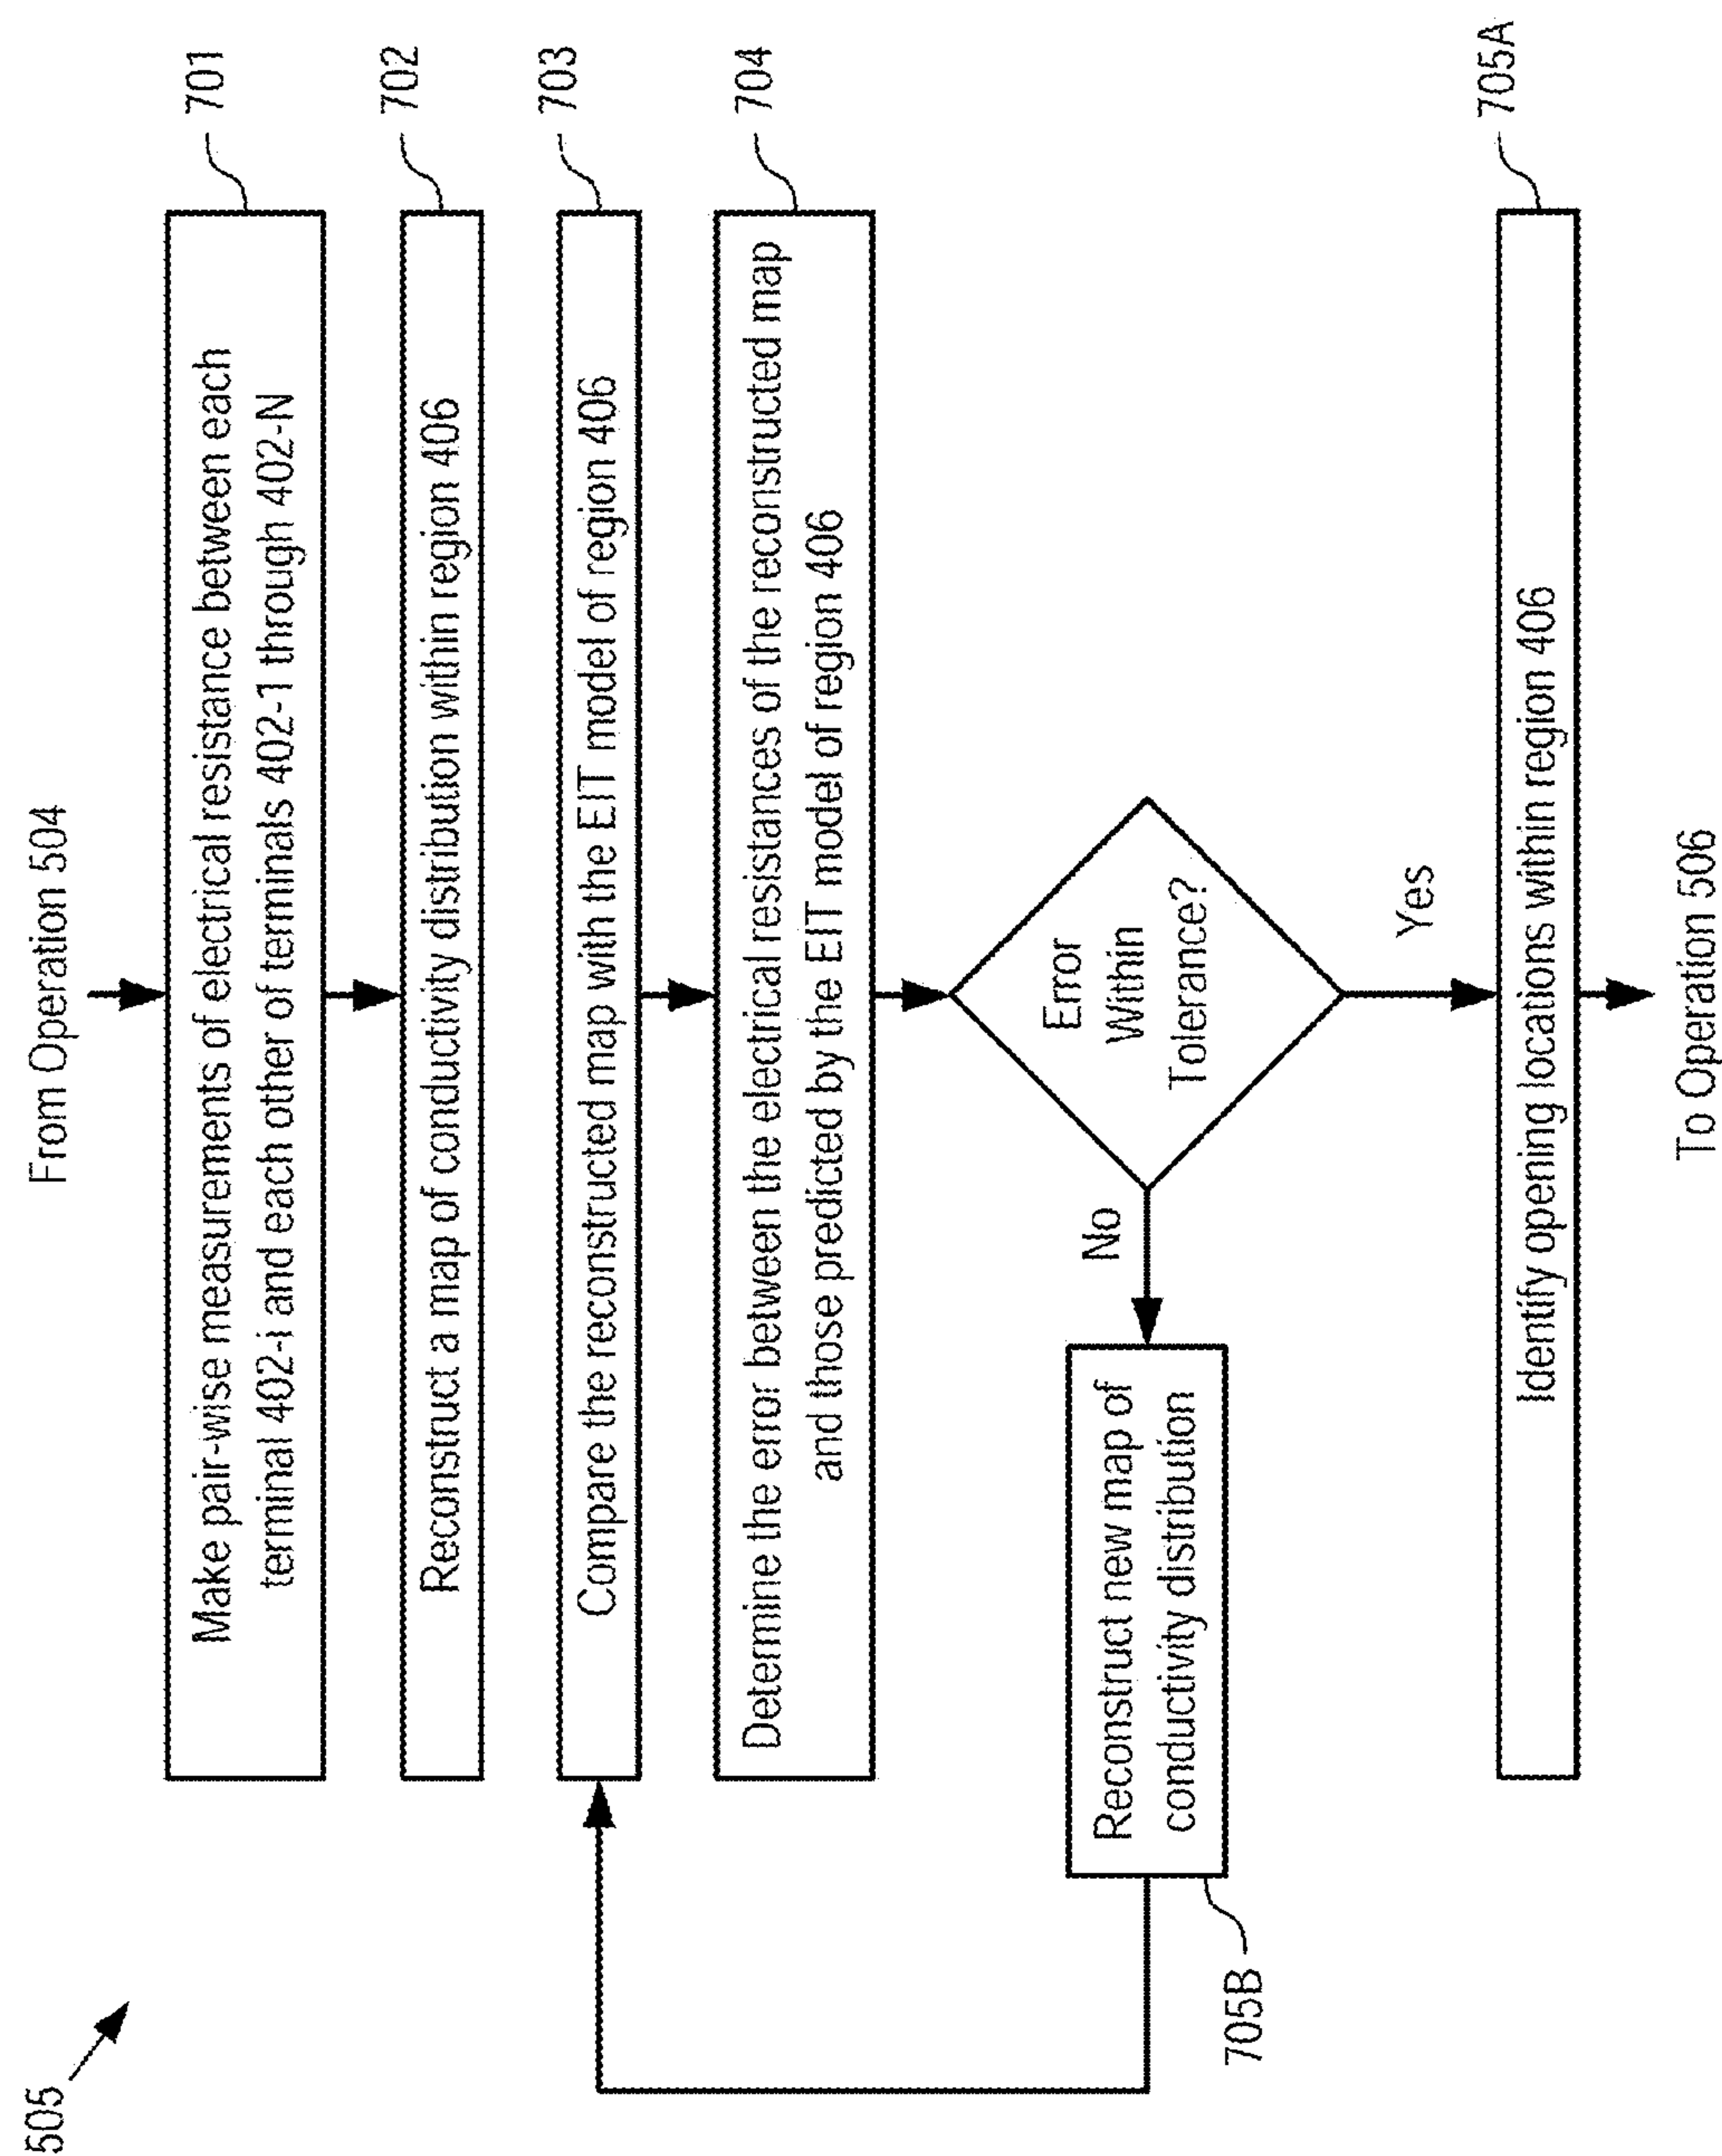 505
From Operation 504
Make pair-wise measurements of electrical resistance between each
terminal 402-i and each other of terminals 402-1 through 402-N
701
Reconstruct a map of conductivity distribution within region 406
702
Compare the reconstructed map with the EIT model of region 406
703
Determine the error between the electrical resistances of the reconstructed map
and those predicted by the EIT model of region 406
704
Error
Within
Tolerance?
No
Yes
Reconstruct new map of
conductivity distribution
705B
Identify opening locations within region 406
705A
To Operation 506